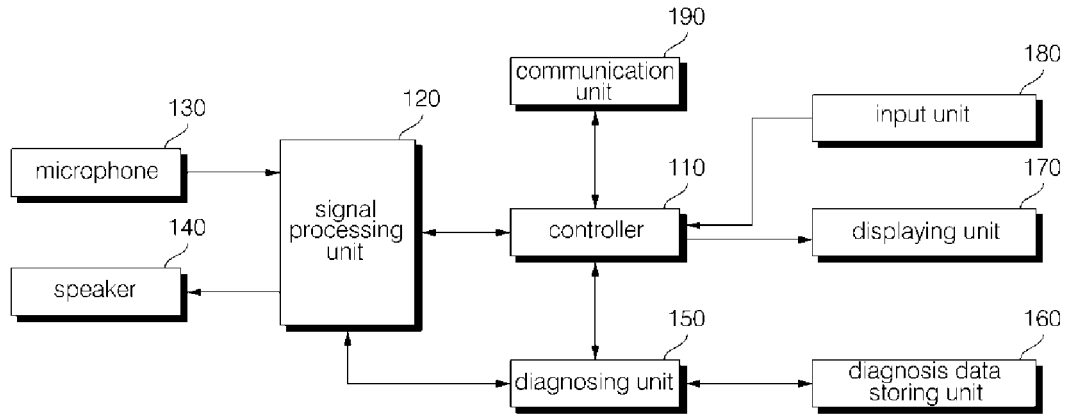 190
communication
unit
180
input unit
130
microphone
120
signal
processing
unit
110
controller
170
displaying unit
140
speaker
150
diagnosing unit
160
diagnosis data
storing unit